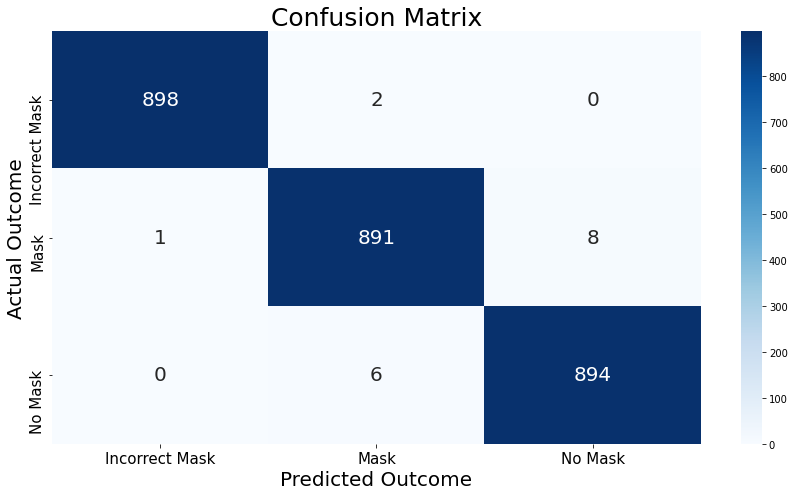 Confusion Matrix
Actual Outcome
Incorrect Mask
898 2 0
Mask
1 891 8
No Mask
0 6 894
Incorrect Mask Mask No Mask
Predicted Outcome
800
700
600
500
400
300
200
100
0